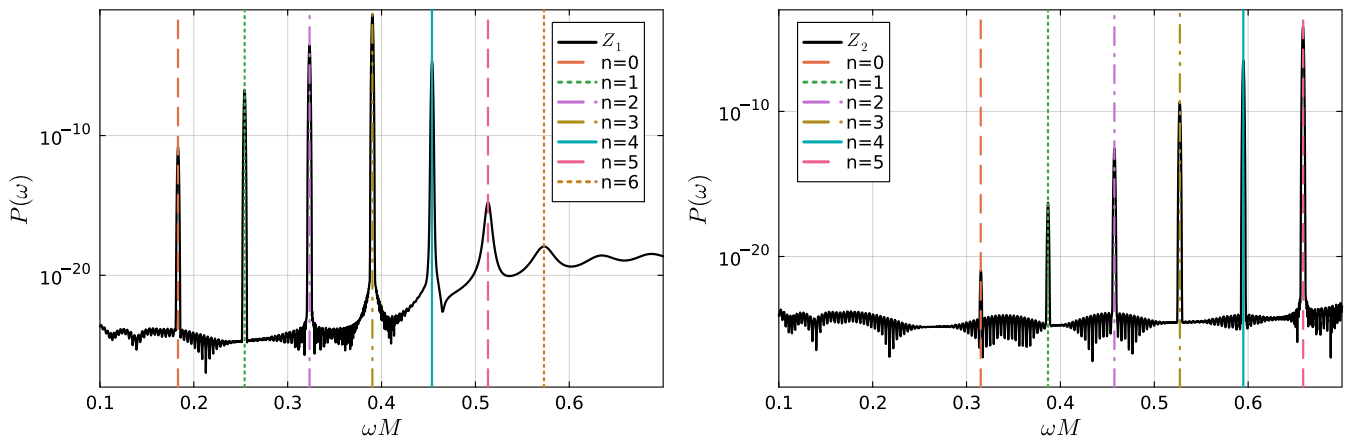 P(ω)
10⁻¹⁰
10⁻²⁰
0.1 0.2 0.3 0.4 0.5 0.6
ωM
Z₁
n=0
n=1
n=2
n=3
n=4
n=5
n=6
P(ω)
10⁻¹⁰
10⁻²⁰
0.1 0.2 0.3 0.4 0.5 0.6
ωM
Z₂
n=0
n=1
n=2
n=3
n=4
n=5